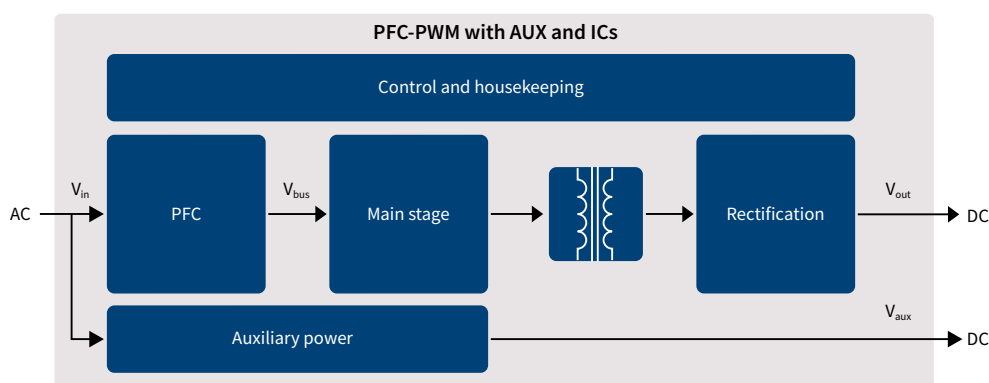 PFC-PWM with AUX and ICs
Control and housekeeping
AC
Vin
PFC
Vbus
Main stage
Rectification
Vout
DC
Auxiliary power
Vaux
DC